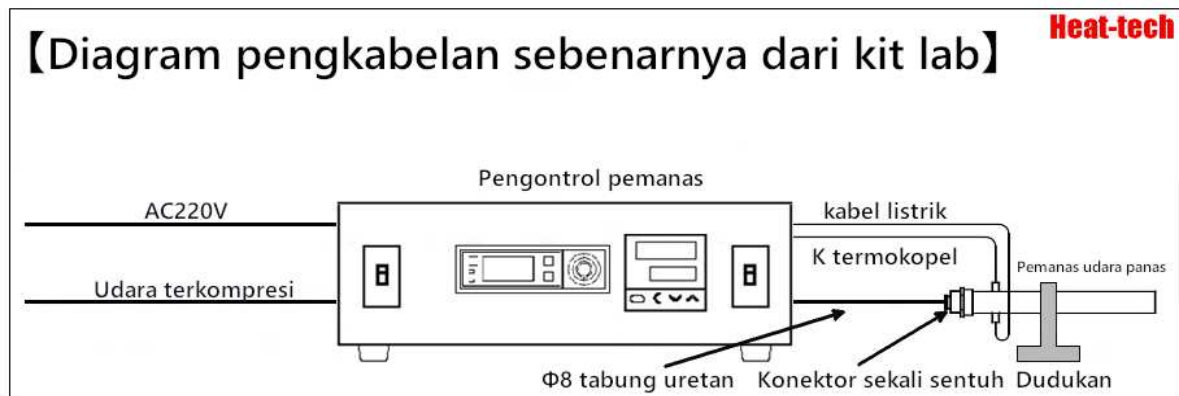 Heat-tech
【Diagram pengkabelan sebenarnya dari kit lab】
Pengontrol pemanas
AC220V
kabel listrik
K termokopel
Pemanas udara panas
Udara terkompresi
Φ8 tabung uretan
Konektor sekali sentuh
Dudukan